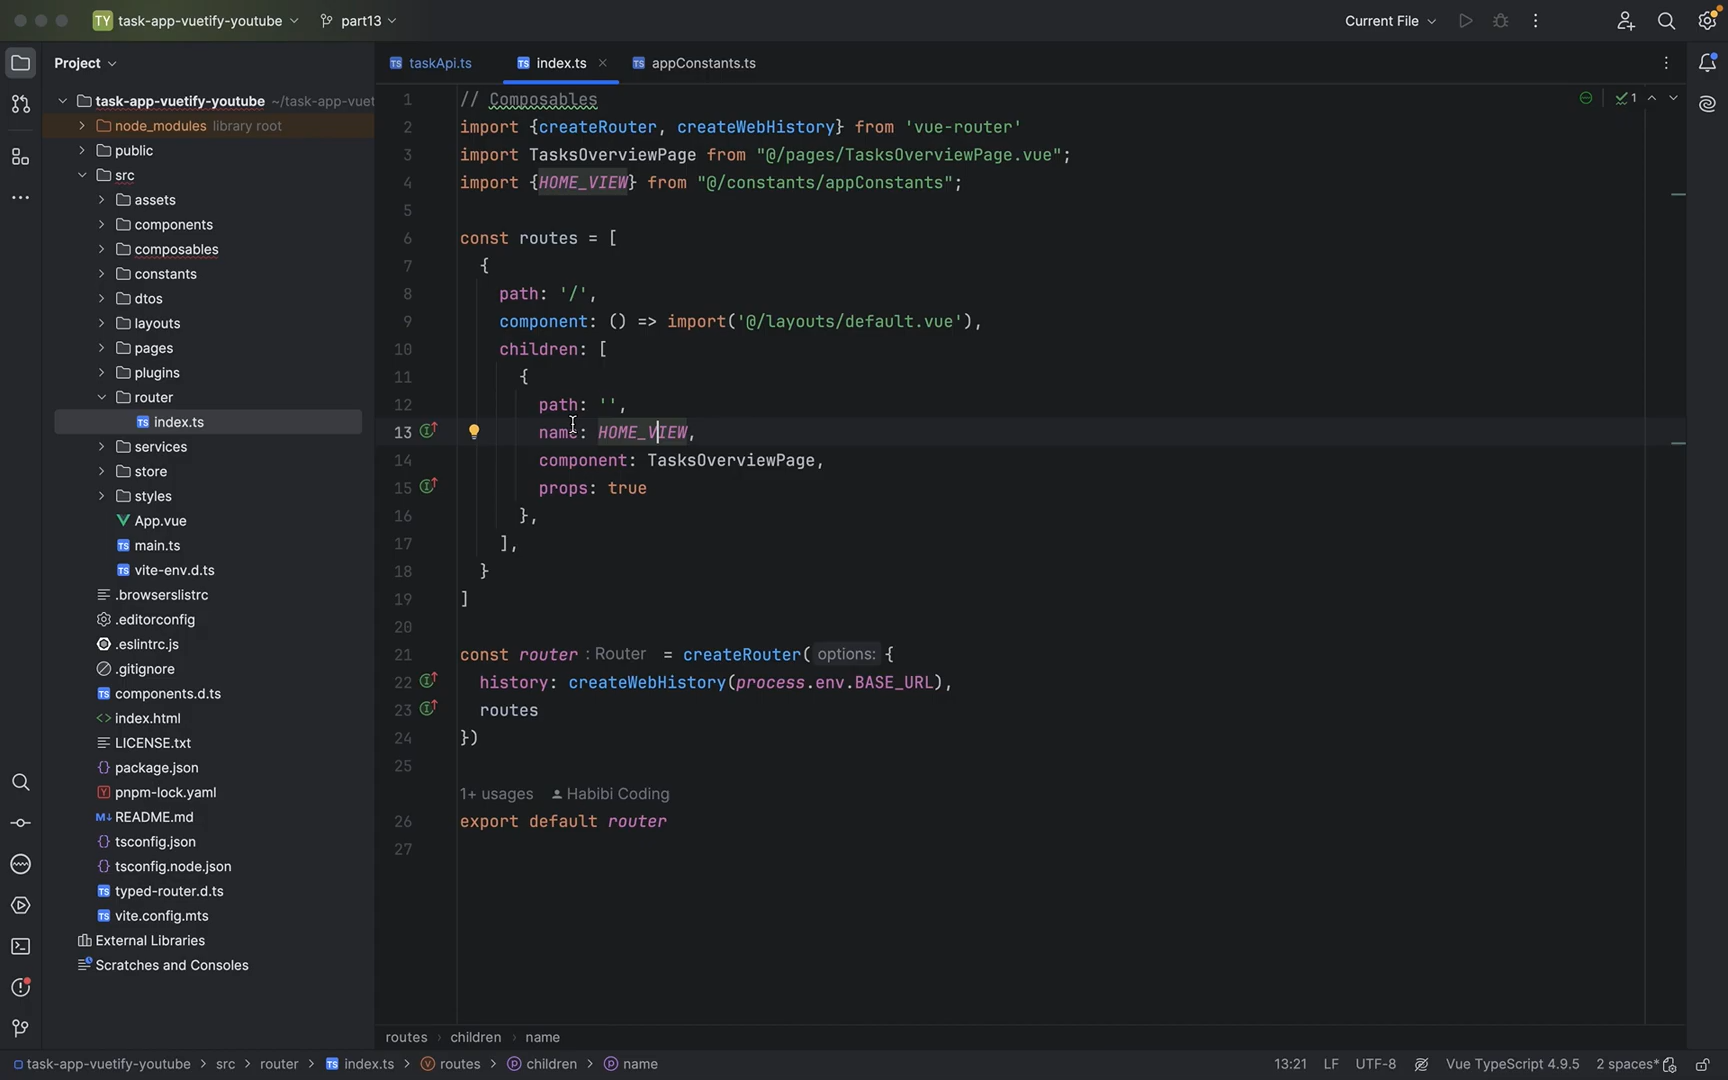 TY task-app-vuetify-youtube part13 Current File
Project
taskApi.ts index.ts appConstants.ts
task-app-vuetify-youtube ~/task-app-vuet
node_modules library root
public
src
assets
components
composables
constants
dtos
layouts
pages
plugins
router
index.ts
services
store
styles
App.vue
main.ts
vite-env.d.ts
.browserslistrc
.editorconfig
.eslintrc.js
.gitignore
components.d.ts
index.html
LICENSE.txt
package.json
pnpm-lock.yaml
README.md
tsconfig.json
tsconfig.node.json
typed-router.d.ts
vite.config.mts
External Libraries
Scratches and Consoles
1 // Composables
2 import {createRouter, createWebHistory} from 'vue-router'
3 import TasksOverviewPage from "@/pages/TasksOverviewPage.vue";
4 import {HOME_VIEW} from "@/constants/appConstants";
5
6 const routes = [
7 {
8 path: '/',
9 component: () => import('@/layouts/default.vue'),
10 children: [
11 {
12 path: '',
13 name: HOME_VIEW,
14 component: TasksOverviewPage,
15 props: true
16 },
17 ],
18 }
19 ]
20
21 const router : Router = createRouter( options: {
22 history: createWebHistory(process.env.BASE_URL),
23 routes
24 })
25
1+ usages Habibi Coding
26 export default router
27
1
routes › children › name
task-app-vuetify-youtube > src > router > index.ts > routes > children > name
13:21 LF UTF-8 Vue TypeScript 4.9.5 2 spaces*